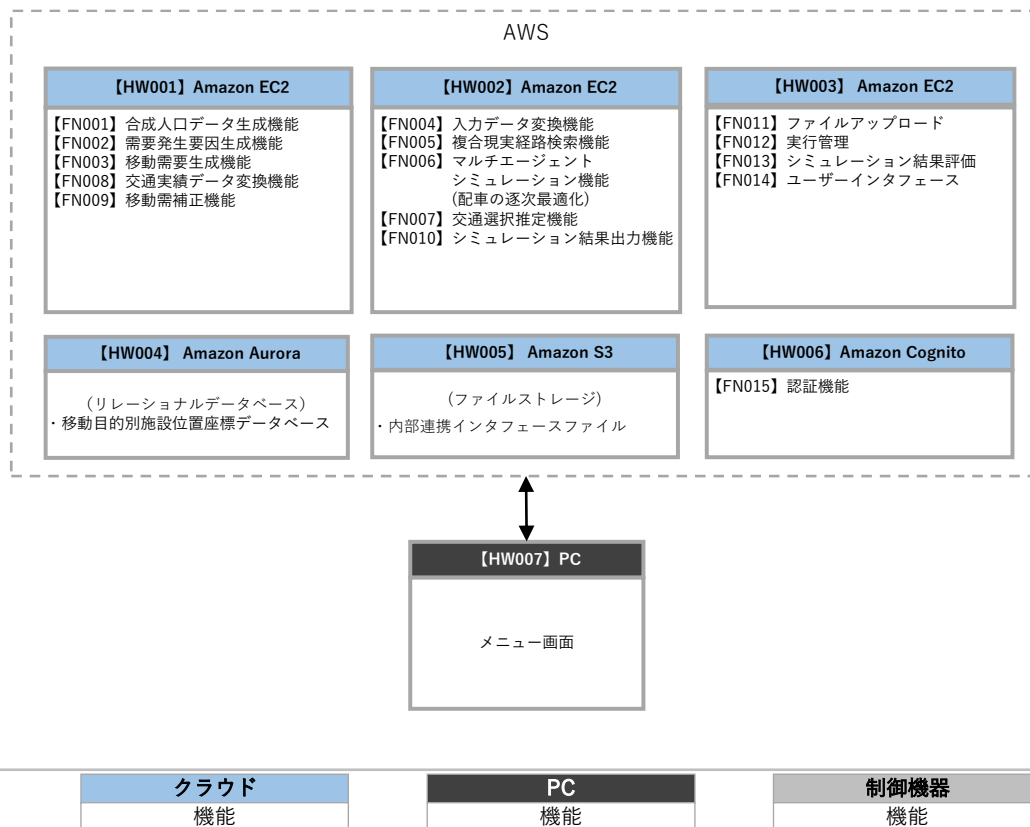 AWS
【HW001】Amazon EC2
【FN001】合成人口データ生成機能
【FN002】需要発生要因生成機能
【FN003】移動需要生成機能
【FN008】交通実績データ変換機能
【FN009】移動需補正機能
【HW002】Amazon EC2
【FN004】入力データ変換機能
【FN005】複合現実経路検索機能
【FN006】マルチエージェント
シミュレーション機能
(配車の逐次最適化)
【FN007】交通選択推定機能
【FN010】シミュレーション結果出力機能
【HW003】 Amazon EC2
【FN011】ファイルアップロード
【FN012】実行管理
【FN013】シミュレーション結果評価
【FN014】ユーザーインタフェース
【HW004】 Amazon Aurora
（リレーショナルデータベース）
・移動目的別施設位置座標データベース
【HW005】 Amazon S3
（ファイルストレージ）
・内部連携インタフェースファイル
【HW006】Amazon Cognito
【FN015】認証機能
【HW007】PC
メニュー画面
クラウド
機能
PC
機能
制御機器
機能